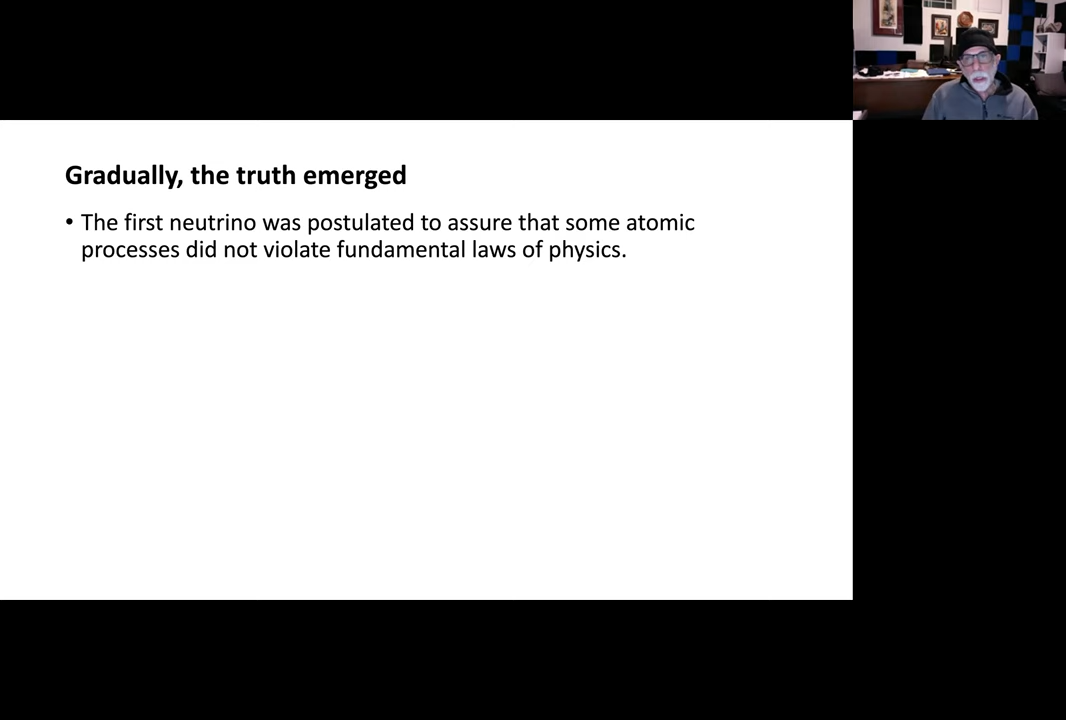 Gradually, the truth emerged
• The first neutrino was postulated to assure that some atomic
processes did not violate fundamental laws of physics.